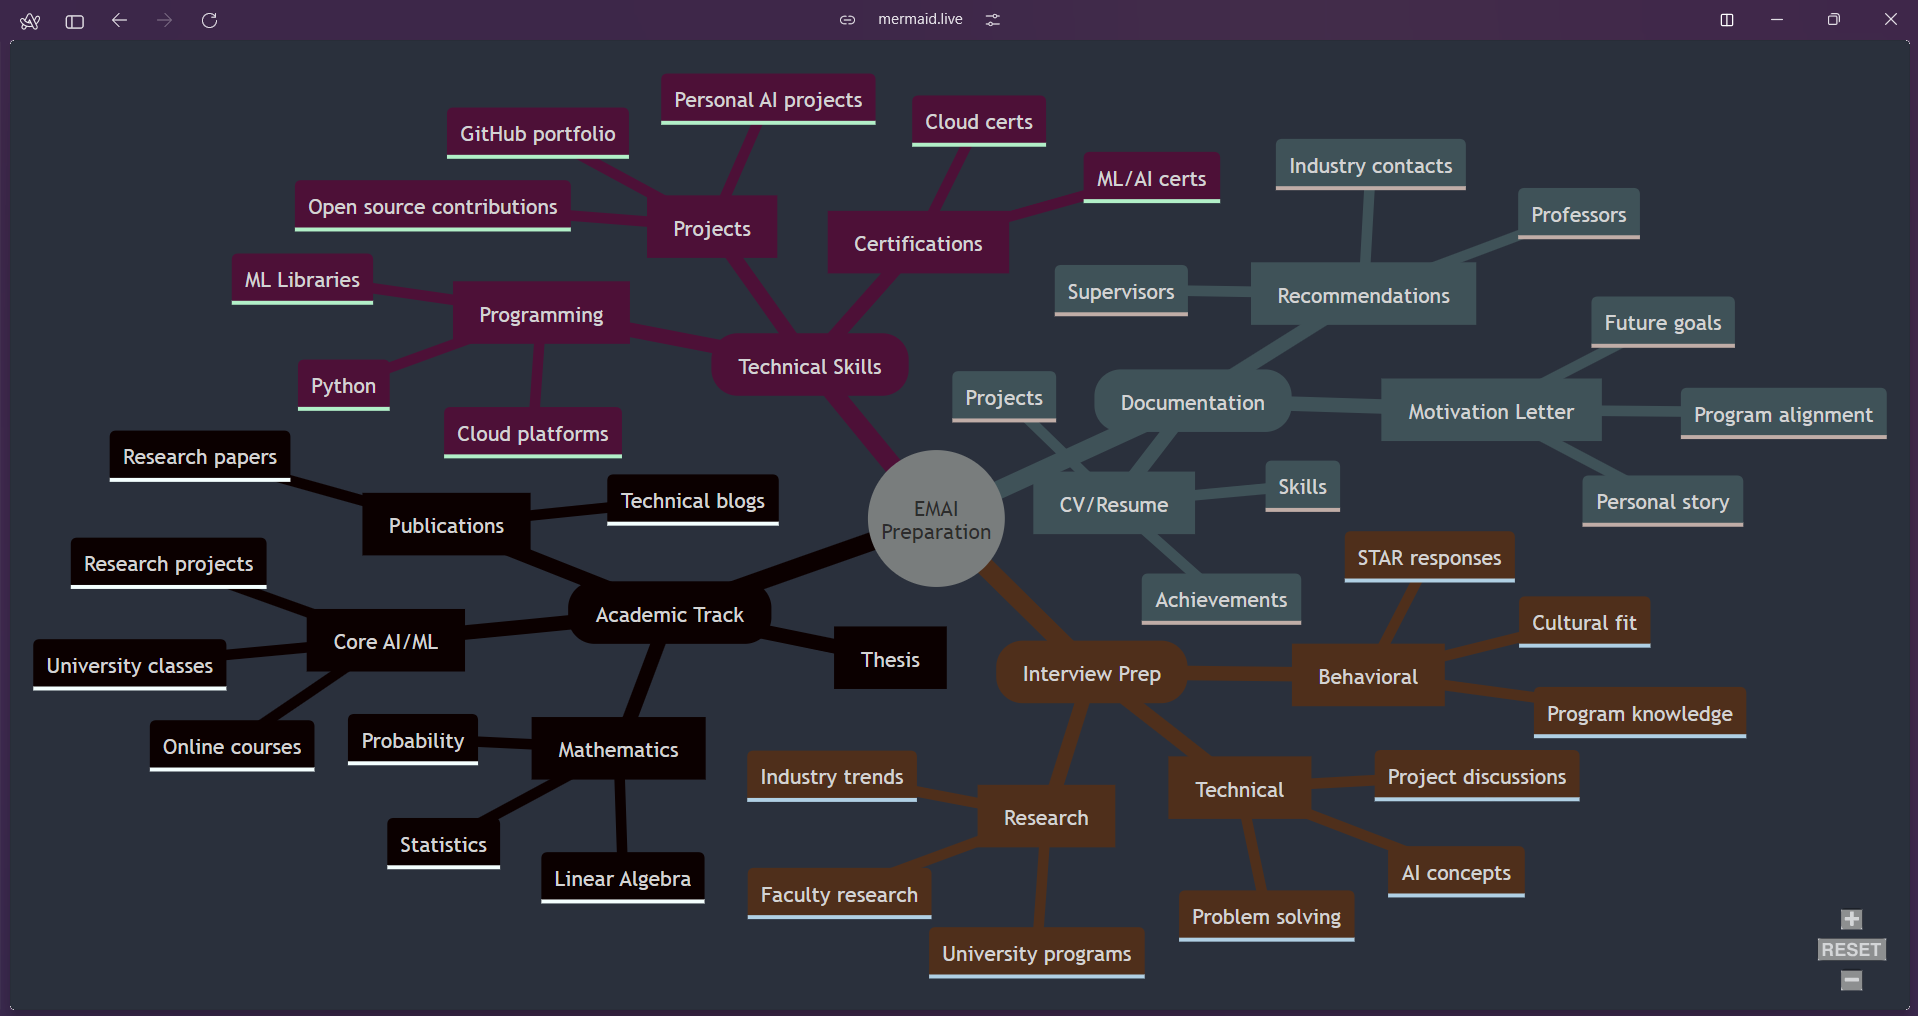 mermaid.live
Personal AI projects
GitHub portfolio
Cloud certs
Open source contributions
Projects
ML/AI certs
Certifications
ML Libraries
Programming
Python
Cloud platforms
Technical Skills
Industry contacts
Professors
Supervisors
Recommendations
Future goals
Projects
Documentation
Motivation Letter
Program alignment
CV/Resume
Skills
Personal story
Achievements
EMAI
Preparation
Research papers
Publications
Technical blogs
Research projects
Academic Track
Core AI/ML
University classes
Thesis
Online courses
Probability
Mathematics
Statistics
Linear Algebra
STAR responses
Cultural fit
Interview Prep
Behavioral
Program knowledge
Industry trends
Research
Technical
Project discussions
Faculty research
AI concepts
Problem solving
University programs
RESET